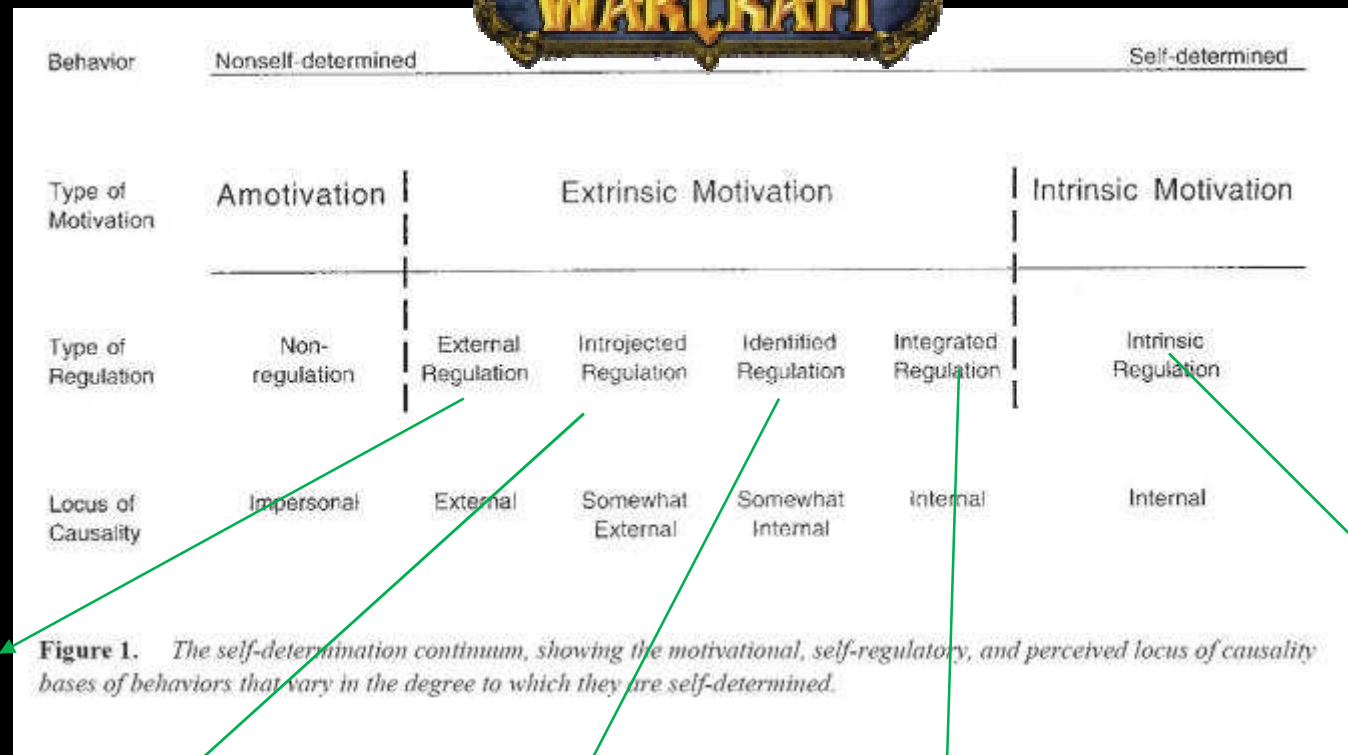 WARCRAFT
Behavior Nonself-determined Self-determined
Type of Motivation Amotivation Extrinsic Motivation Intrinsic Motivation
Type of Regulation Non-regulation External Regulation Introjected Regulation Identified Regulation Integrated Regulation Intrinsic Regulation
Locus of Causality Impersonal External Somewhat External Somewhat Internal Internal Internal
Figure 1. The self-determination continuum, showing the motivational, self-regulatory, and perceived locus of causality
bases of behaviors that vary in the degree to which they are self-determined.